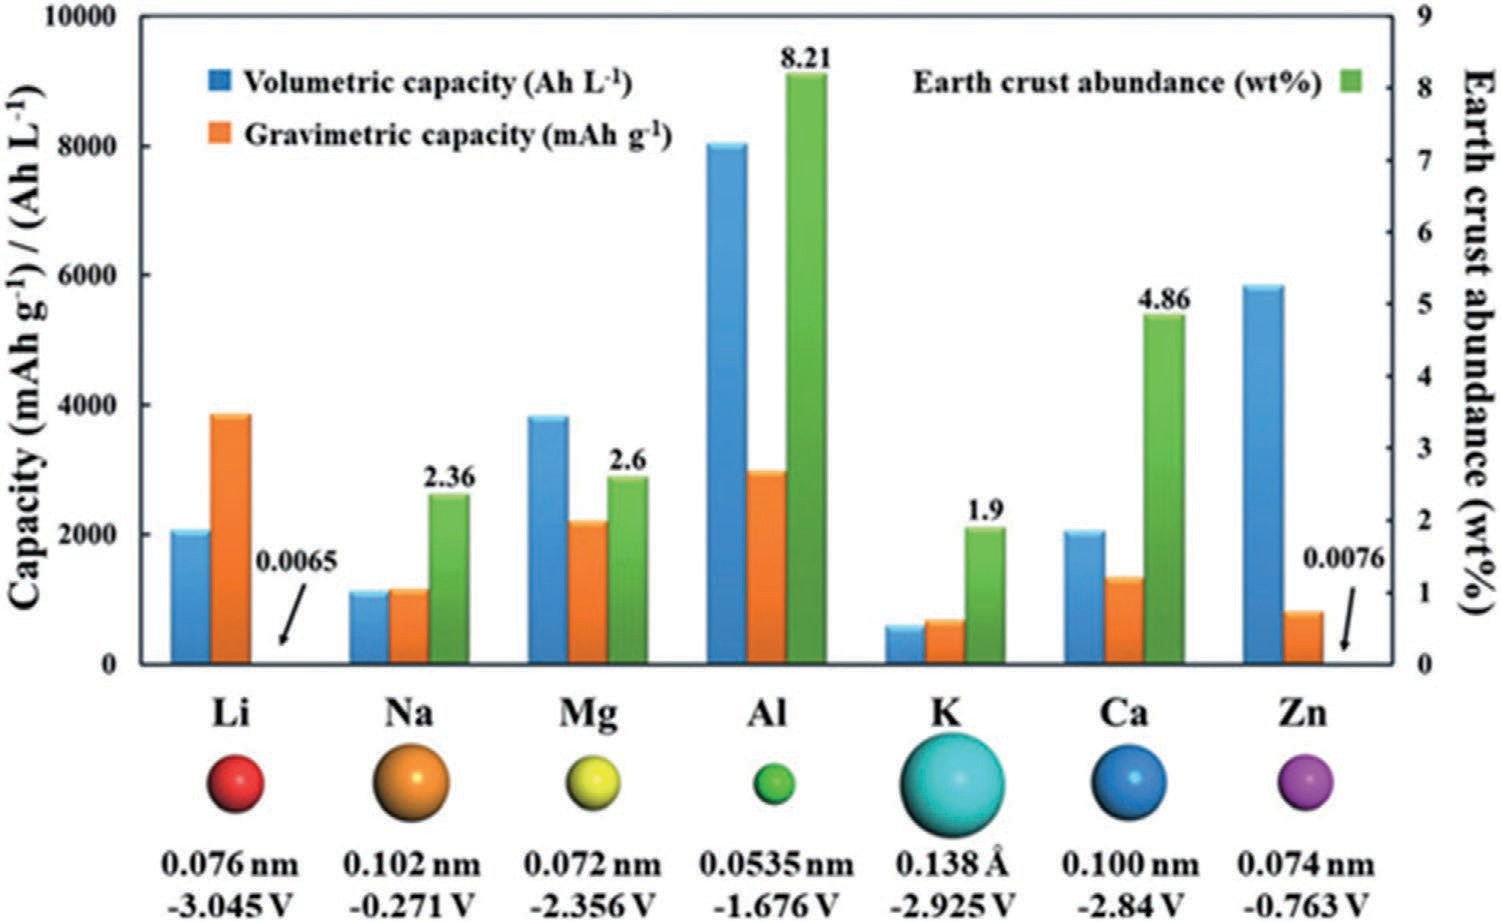 10000
8000
6000
4000
2000
0
Capacity (mAh g⁻¹) / (Ah L⁻¹)
Volumetric capacity (Ah L⁻¹)
Gravimetric capacity (mAh g⁻¹)
Earth crust abundance (wt%)
9
8
7
6
5
4
3
2
1
0
Earth crust abundance (wt%)
0.0065
2.36
2.6
8.21
1.9
4.86
0.0076
Li Na Mg Al K Ca Zn
0.076 nm 0.102 nm 0.072 nm 0.0535 nm 0.138 Å 0.100 nm 0.074 nm
-3.045 V -0.271 V -2.356 V -1.676 V -2.925 V -2.84 V -0.763 V